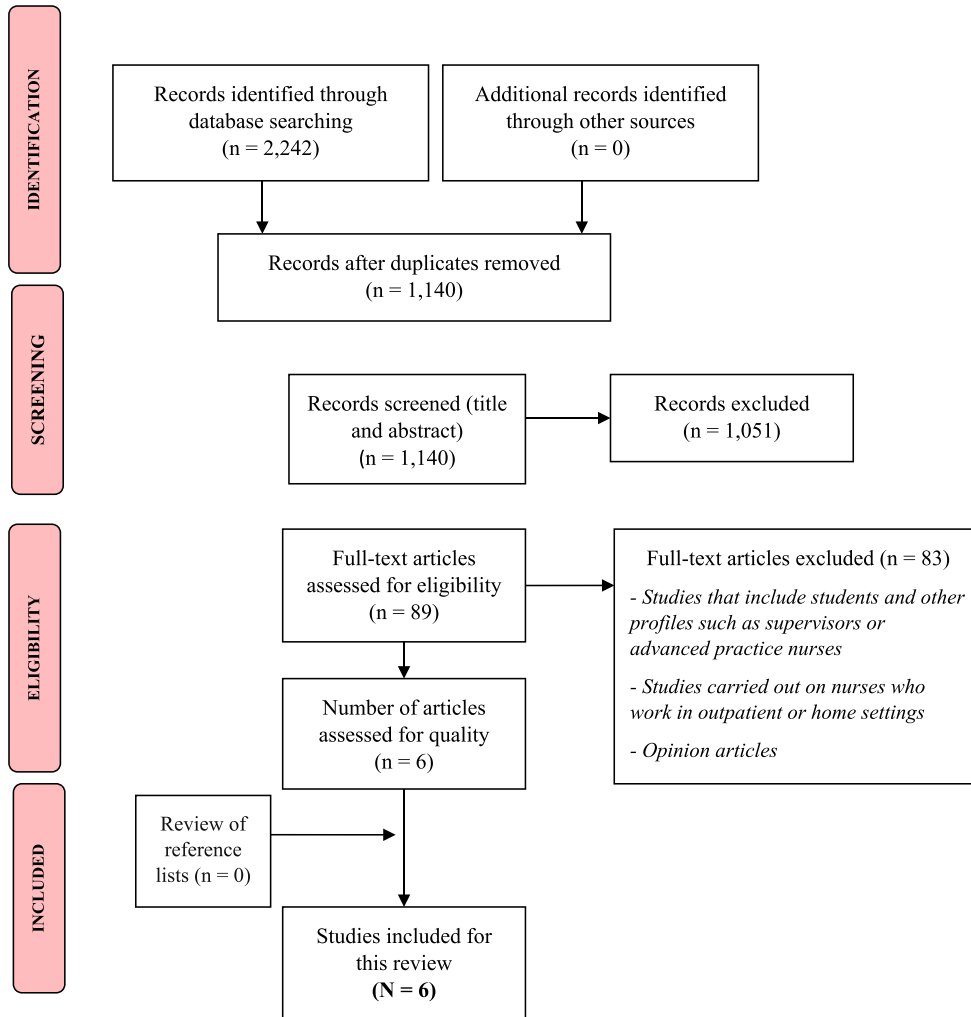 IDENTIFICATION
Records identified through
database searching
(n = 2,242)
Additional records identified
through other sources
(n = 0)
Records after duplicates removed
(n = 1,140)
SCREENING
Records screened (title
and abstract)
(n = 1,140)
Records excluded
(n = 1,051)
ELIGIBILITY
Full-text articles
assessed for eligibility
(n = 89)
Full-text articles excluded (n = 83)
- Studies that include students and other
profiles such as supervisors or
advanced practice nurses
- Studies carried out on nurses who
work in outpatient or home settings
- Opinion articles
Number of articles
assessed for quality
(n = 6)
INCLUDED
Review of
reference
lists (n = 0)
Studies included for
this review
(N = 6)